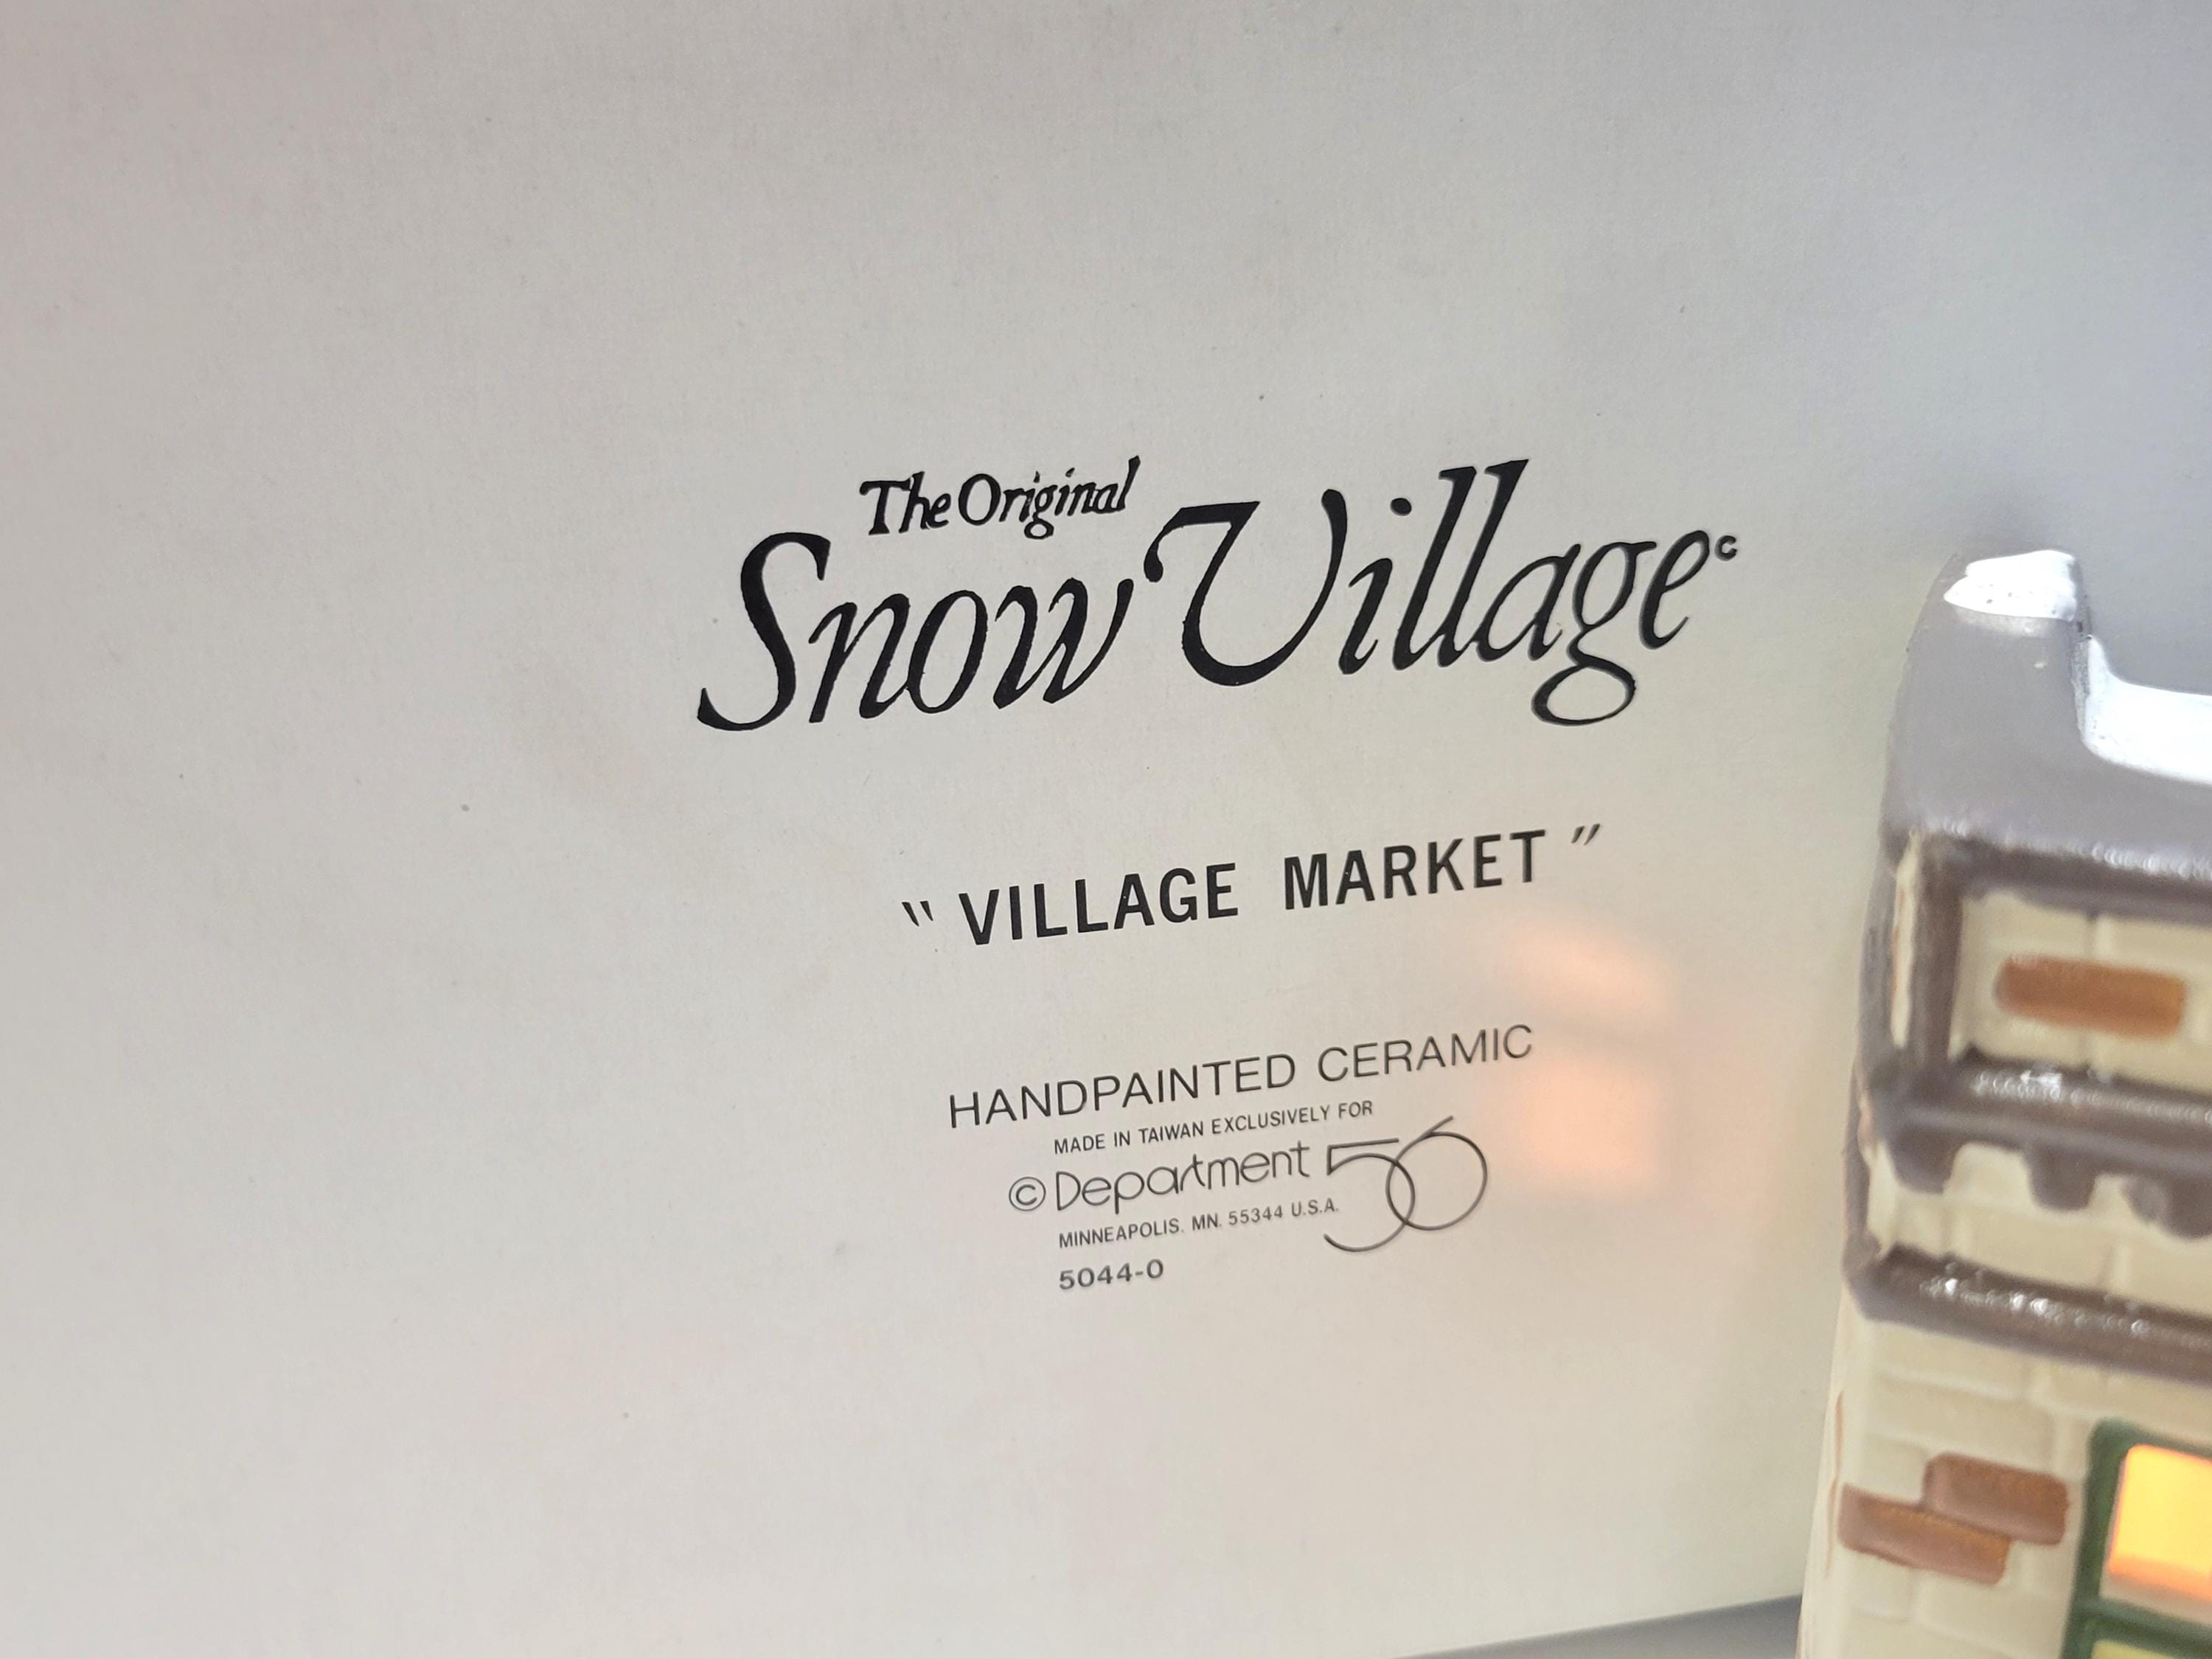 The Original
Snow Village c
" VILLAGE MARKET "
HANDPAINTED CERAMIC
MADE IN TAIWAN EXCLUSIVELY FOR
© Department 56
MINNEAPOLIS. MN. 55344 U.S.A.
5044-0